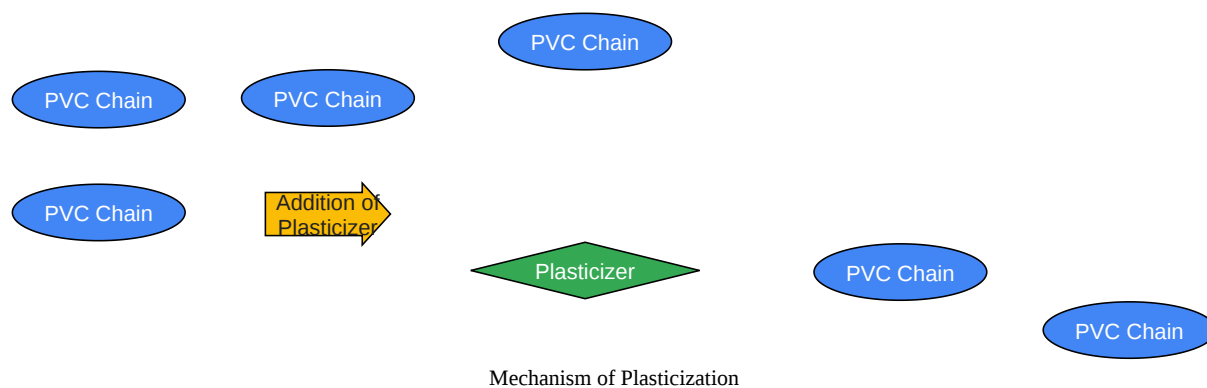 PVC Chain
PVC Chain
PVC Chain
PVC Chain
Addition of
Plasticizer
Plasticizer
PVC Chain
PVC Chain
Mechanism of Plasticization